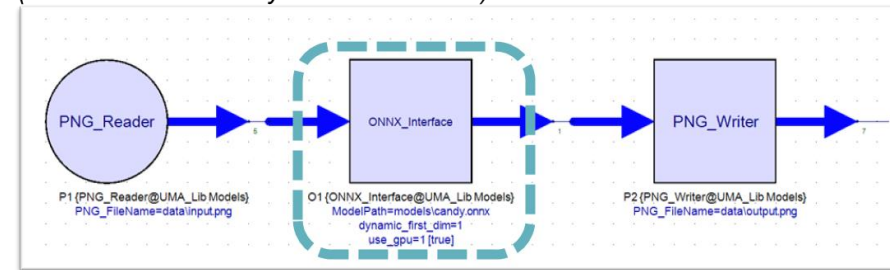 PNG_Reader
ONNX_Interface
PNG_Writer
6
1
7
P1 {PNG_Reader@UMA_Lib Models}
PNG_FileName=data\input.png
O1 {ONNX_Interface@UMA_Lib Models}
ModelPath=models\candy.onnx
dynamic_first_dim=1
use_gpu=1 [true]
P2 {PNG_Writer@UMA_Lib Models}
PNG_FileName=data\output.png